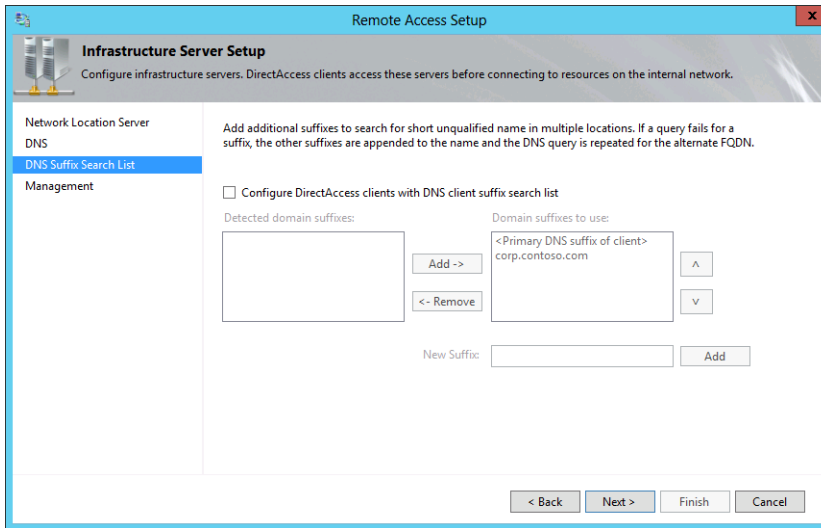 Remote Access Setup
x
Infrastructure Server Setup
Configure infrastructure servers. DirectAccess clients access these servers before connecting to resources on the internal network.
Network Location Server
DNS
DNS Suffix Search List
Management
Add additional suffixes to search for short unqualified name in multiple locations. If a query fails for a
suffix, the other suffixes are appended to the name and the DNS query is repeated for the alternate FQDN.
Configure DirectAccess clients with DNS client suffix search list
Detected domain suffixes:
Domain suffixes to use:
<Primary DNS suffix of client>
corp.contoso.com
Add ->
<- Remove
ʌ
v
New Suffix:
Add
< Back
Next >
Finish
Cancel